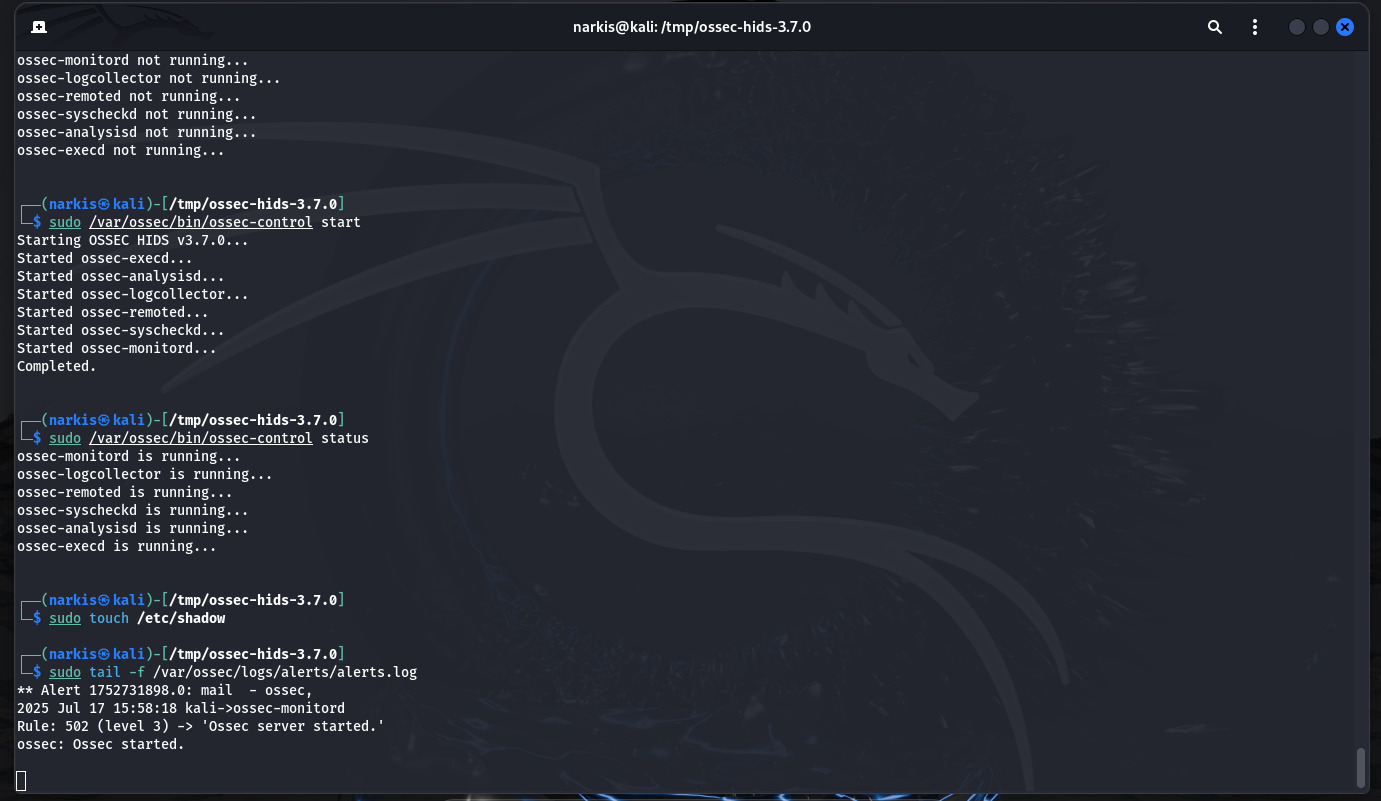 narkis@kali: /tmp/ossec-hids-3.7.0
ossec-monitord not running...
ossec-logcollector not running...
ossec-remoted not running...
ossec-syscheckd not running...
ossec-analysisd not running...
ossec-execd not running...
┌──(narkis㉿kali)-[/tmp/ossec-hids-3.7.0]
└─$ sudo /var/ossec/bin/ossec-control start
Starting OSSEC HIDS v3.7.0...
Started ossec-execd...
Started ossec-analysisd...
Started ossec-logcollector...
Started ossec-remoted...
Started ossec-syscheckd...
Started ossec-monitord...
Completed.
┌──(narkis㉿kali)-[/tmp/ossec-hids-3.7.0]
└─$ sudo /var/ossec/bin/ossec-control status
ossec-monitord is running...
ossec-logcollector is running...
ossec-remoted is running...
ossec-syscheckd is running...
ossec-analysisd is running...
ossec-execd is running...
┌──(narkis㉿kali)-[/tmp/ossec-hids-3.7.0]
└─$ sudo touch /etc/shadow
┌──(narkis㉿kali)-[/tmp/ossec-hids-3.7.0]
└─$ sudo tail -f /var/ossec/logs/alerts/alerts.log
** Alert 1752731898.0: mail  - ossec,
2025 Jul 17 15:58:18 kali->ossec-monitord
Rule: 502 (level 3) -> 'Ossec server started.'
ossec: Ossec started.